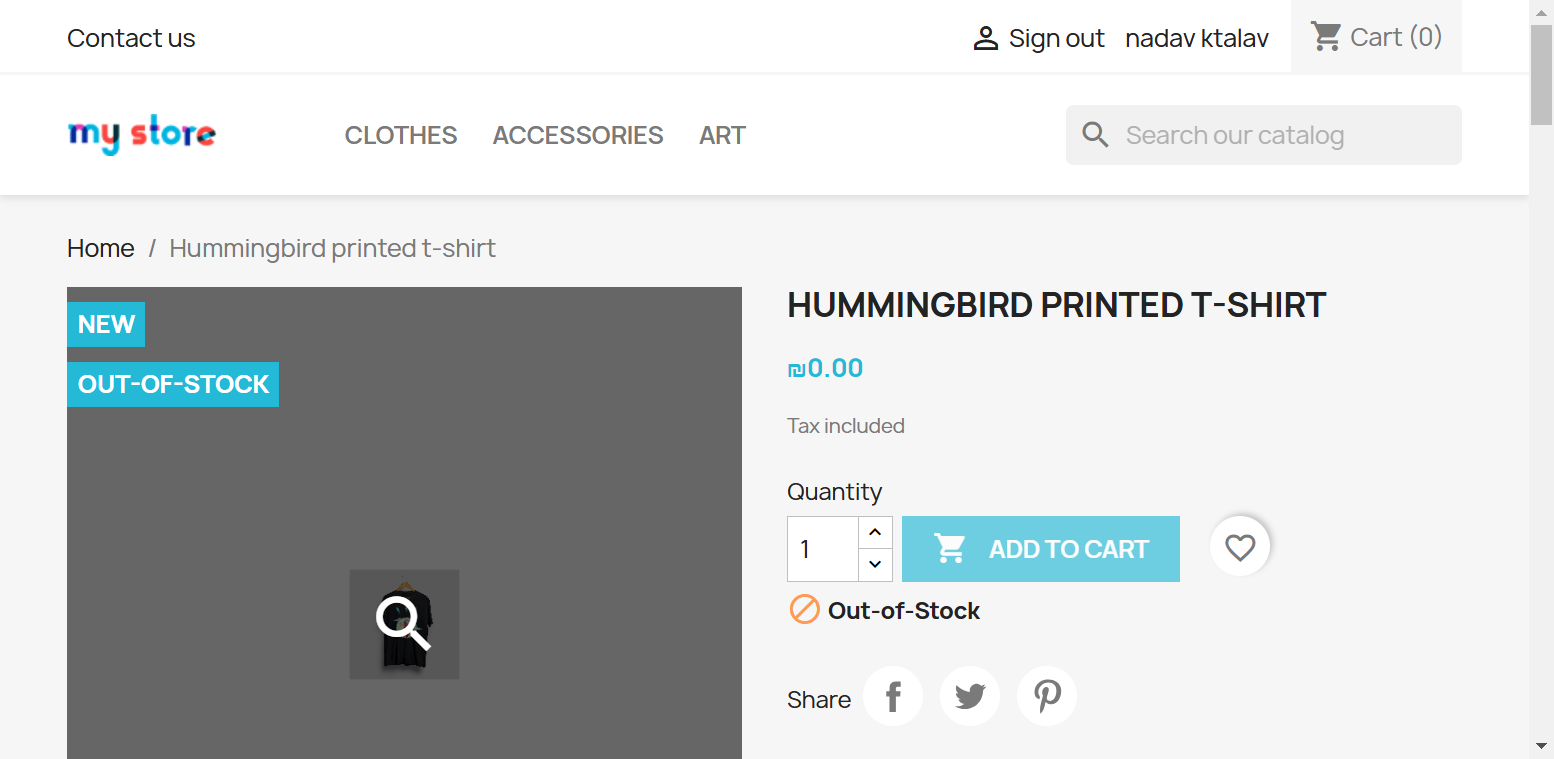 Contact us
Sign out nadav ktalav Cart (0)
my store
CLOTHES ACCESSORIES ART
Search our catalog
Home / Hummingbird printed t-shirt
NEW
OUT-OF-STOCK
HUMMINGBIRD PRINTED T-SHIRT
₪0.00
Tax included
Quantity
1
ADD TO CART
Out-of-Stock
Share